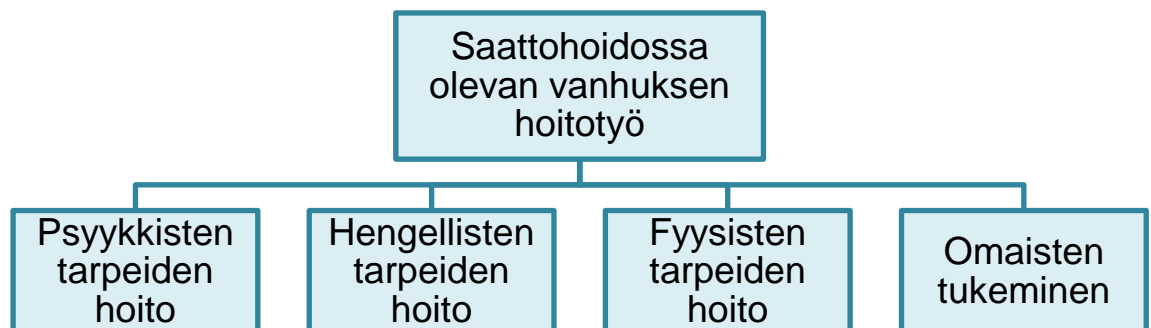 Saattohoidossa
olevan vanhuksen
hoitotyö
Psyykkisten
tarpeiden
hoito
Hengellisten
tarpeiden
hoito
Fyysisten
tarpeiden
hoito
Omaisten
tukeminen